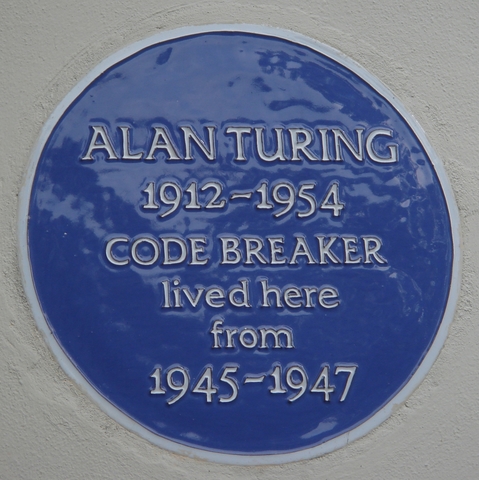 ALAN TURING
1912-1954
CODE BREAKER
lived here
from
1945-1947